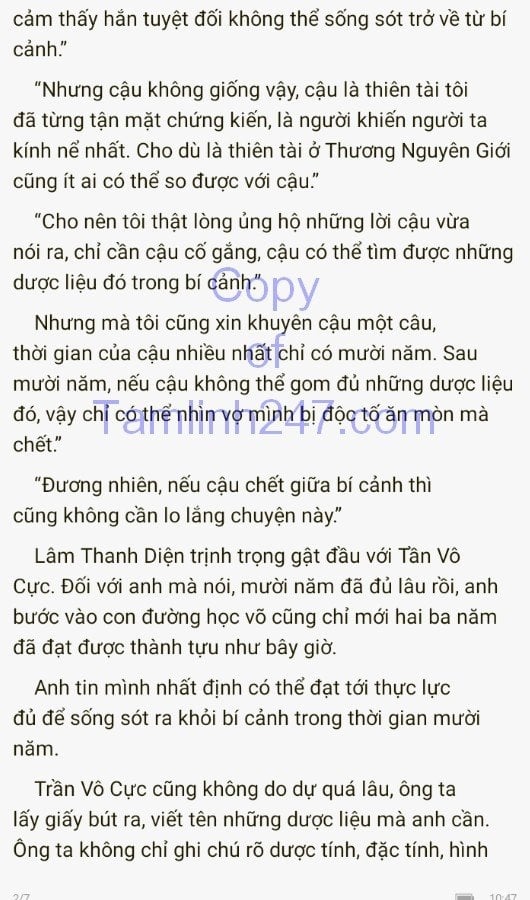 cảm thấy hắn tuyệt đối không thể sống sót trở về từ bí
cảnh.”
“Nhưng cậu không giống vậy, cậu là thiên tài tôi
đã từng tận mặt chứng kiến, là người khiến người ta
kính nể nhất. Cho dù là thiên tài ở Thương Nguyên Giới
cũng ít ai có thể so được với cậu.”
“Cho nên tôi thật lòng ủng hộ những lời cậu vừa
nói ra, chỉ cần cậu cố gắng, cậu có thể tìm được những
dược liệu đó trong bí cảnh.”
Copy
Nhưng mà tôi cũng xin khuyên cậu một câu,
thời gian của cậu nhiều nhất chỉ có mười năm. Sau
of
mười năm, nếu cậu không thể gom đủ những dược liệu
đó, vậy chỉ có thể nhìn vợ mình bị độc tố ăn mòn mà
Tamlinh247.com
chết.”
“Đương nhiên, nếu cậu chết giữa bí cảnh thì
cũng không cần lo lắng chuyện này.”
Lâm Thanh Diện trịnh trọng gật đầu với Tần Vô
Cực. Đối với anh mà nói, mười năm đã đủ lâu rồi, anh
bước vào con đường học võ cũng chỉ mới hai ba năm
đã đạt được thành tựu như bây giờ.
Anh tin mình nhất định có thể đạt tới thực lực
đủ để sống sót ra khỏi bí cảnh trong thời gian mười
năm.
Trần Vô Cực cũng không do dự quá lâu, ông ta
lấy giấy bút ra, viết tên những dược liệu mà anh cần.
Ông ta không chỉ ghi chú rõ dược tính, đặc tính, hình
2/7
10:47